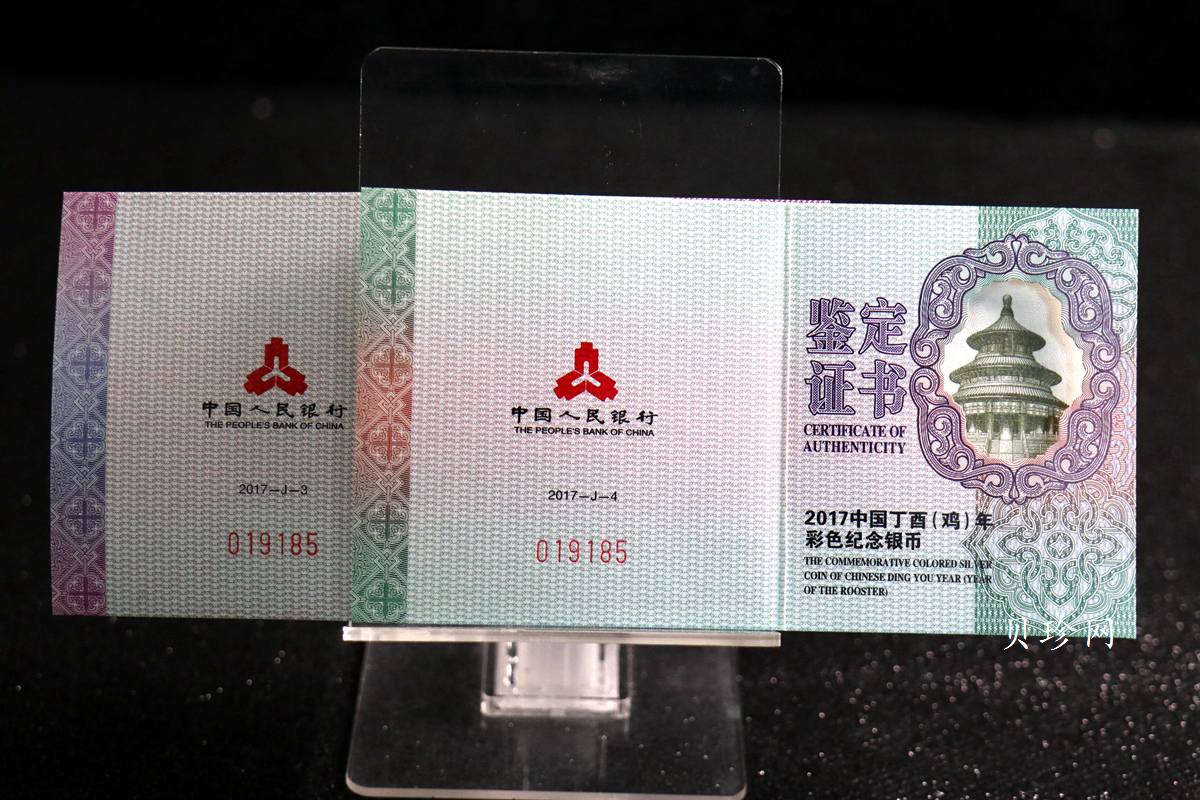 中国人民银行
THE PEOPLE'S BANK OF CHINA
2017-J-3
019185
中国人民银行
THE PEOPLE'S BANK OF CHINA
2017-J-4
019185
鉴定
证书
CERTIFICATE OF
AUTHENTICITY
2017中国丁酉(鸡)年
彩色纪念银币
THE COMMEMORATIVE COLORED SILVER
COIN OF CHINESE DING YOU YEAR (YEAR
OF THE ROOSTER)
贝珍网